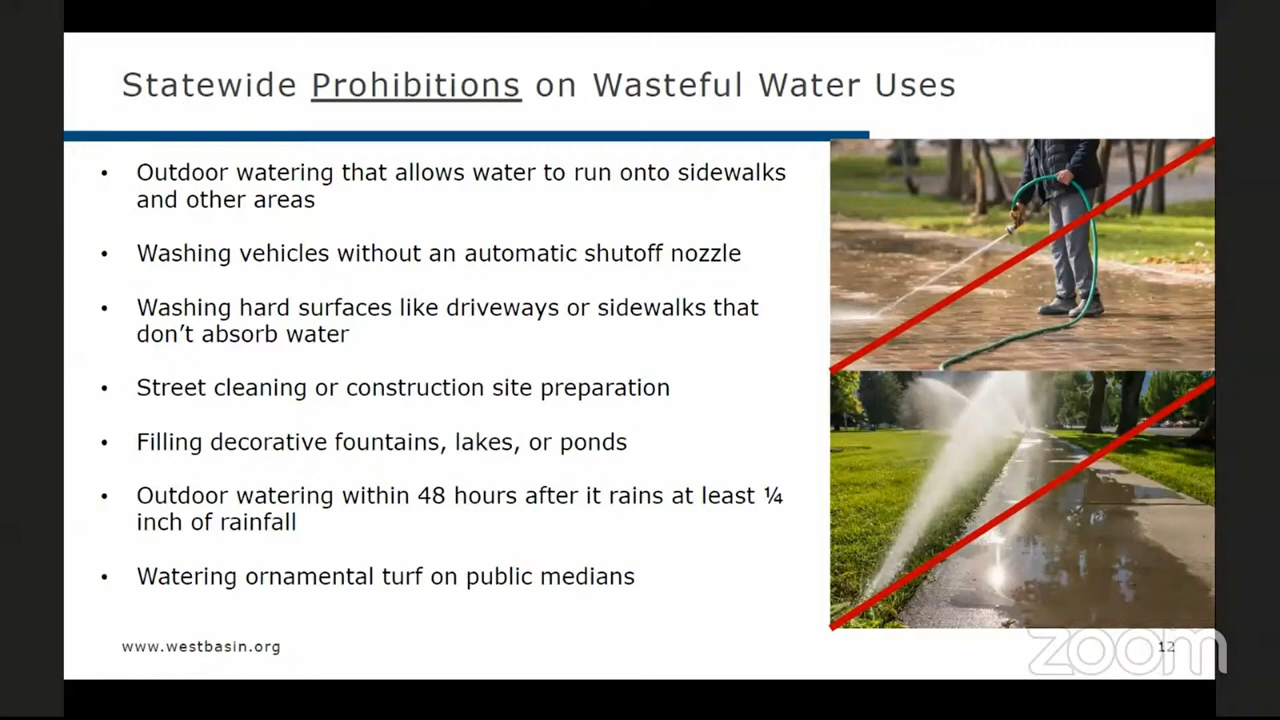 Statewide Prohibitions on Wasteful Water Uses
• Outdoor watering that allows water to run onto sidewalks
and other areas
• Washing vehicles without an automatic shutoff nozzle
• Washing hard surfaces like driveways or sidewalks that
don’t absorb water
• Street cleaning or construction site preparation
• Filling decorative fountains, lakes, or ponds
• Outdoor watering within 48 hours after it rains at least ¼
inch of rainfall
• Watering ornamental turf on public medians
www.westbasin.org
12
zoom